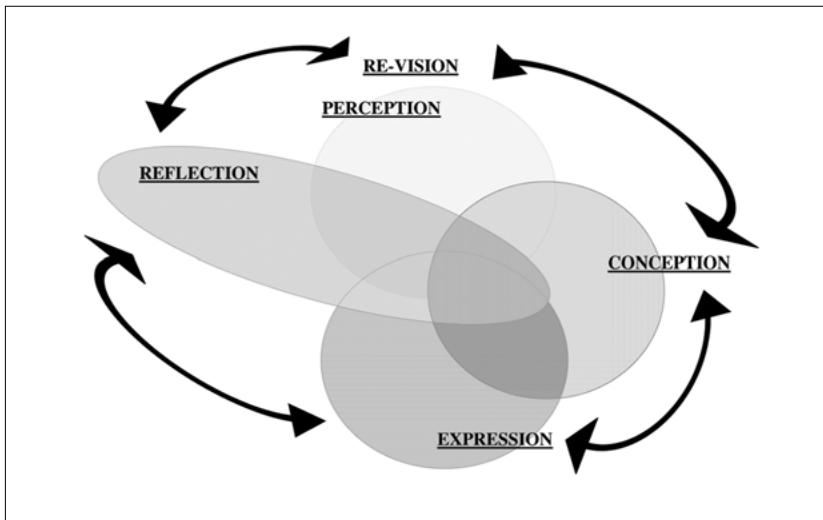 RE-VISION
PERCEPTION
REFLECTION
CONCEPTION
EXPRESSION